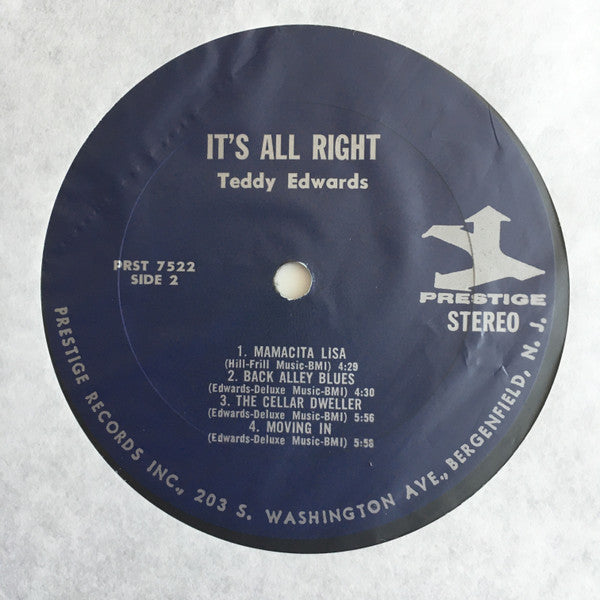 IT'S ALL RIGHT
Teddy Edwards
PRST 7522
SIDE 2
PRESTIGE
STEREO
1. MAMACITA LISA
(Hill-Frill Music-BMI) 4:29
2. BACK ALLEY BLUES
(Edwards-Deluxe Music-BMI) 4:30
3. THE CELLAR DWELLER
(Edwards-Deluxe Music-BMI) 5:56
4. MOVING IN
(Edwards-Deluxe Music-BMI) 5:58
PRESTIGE RECORDS INC., 203 S. WASHINGTON AVE., BERGENFIELD, N. J.